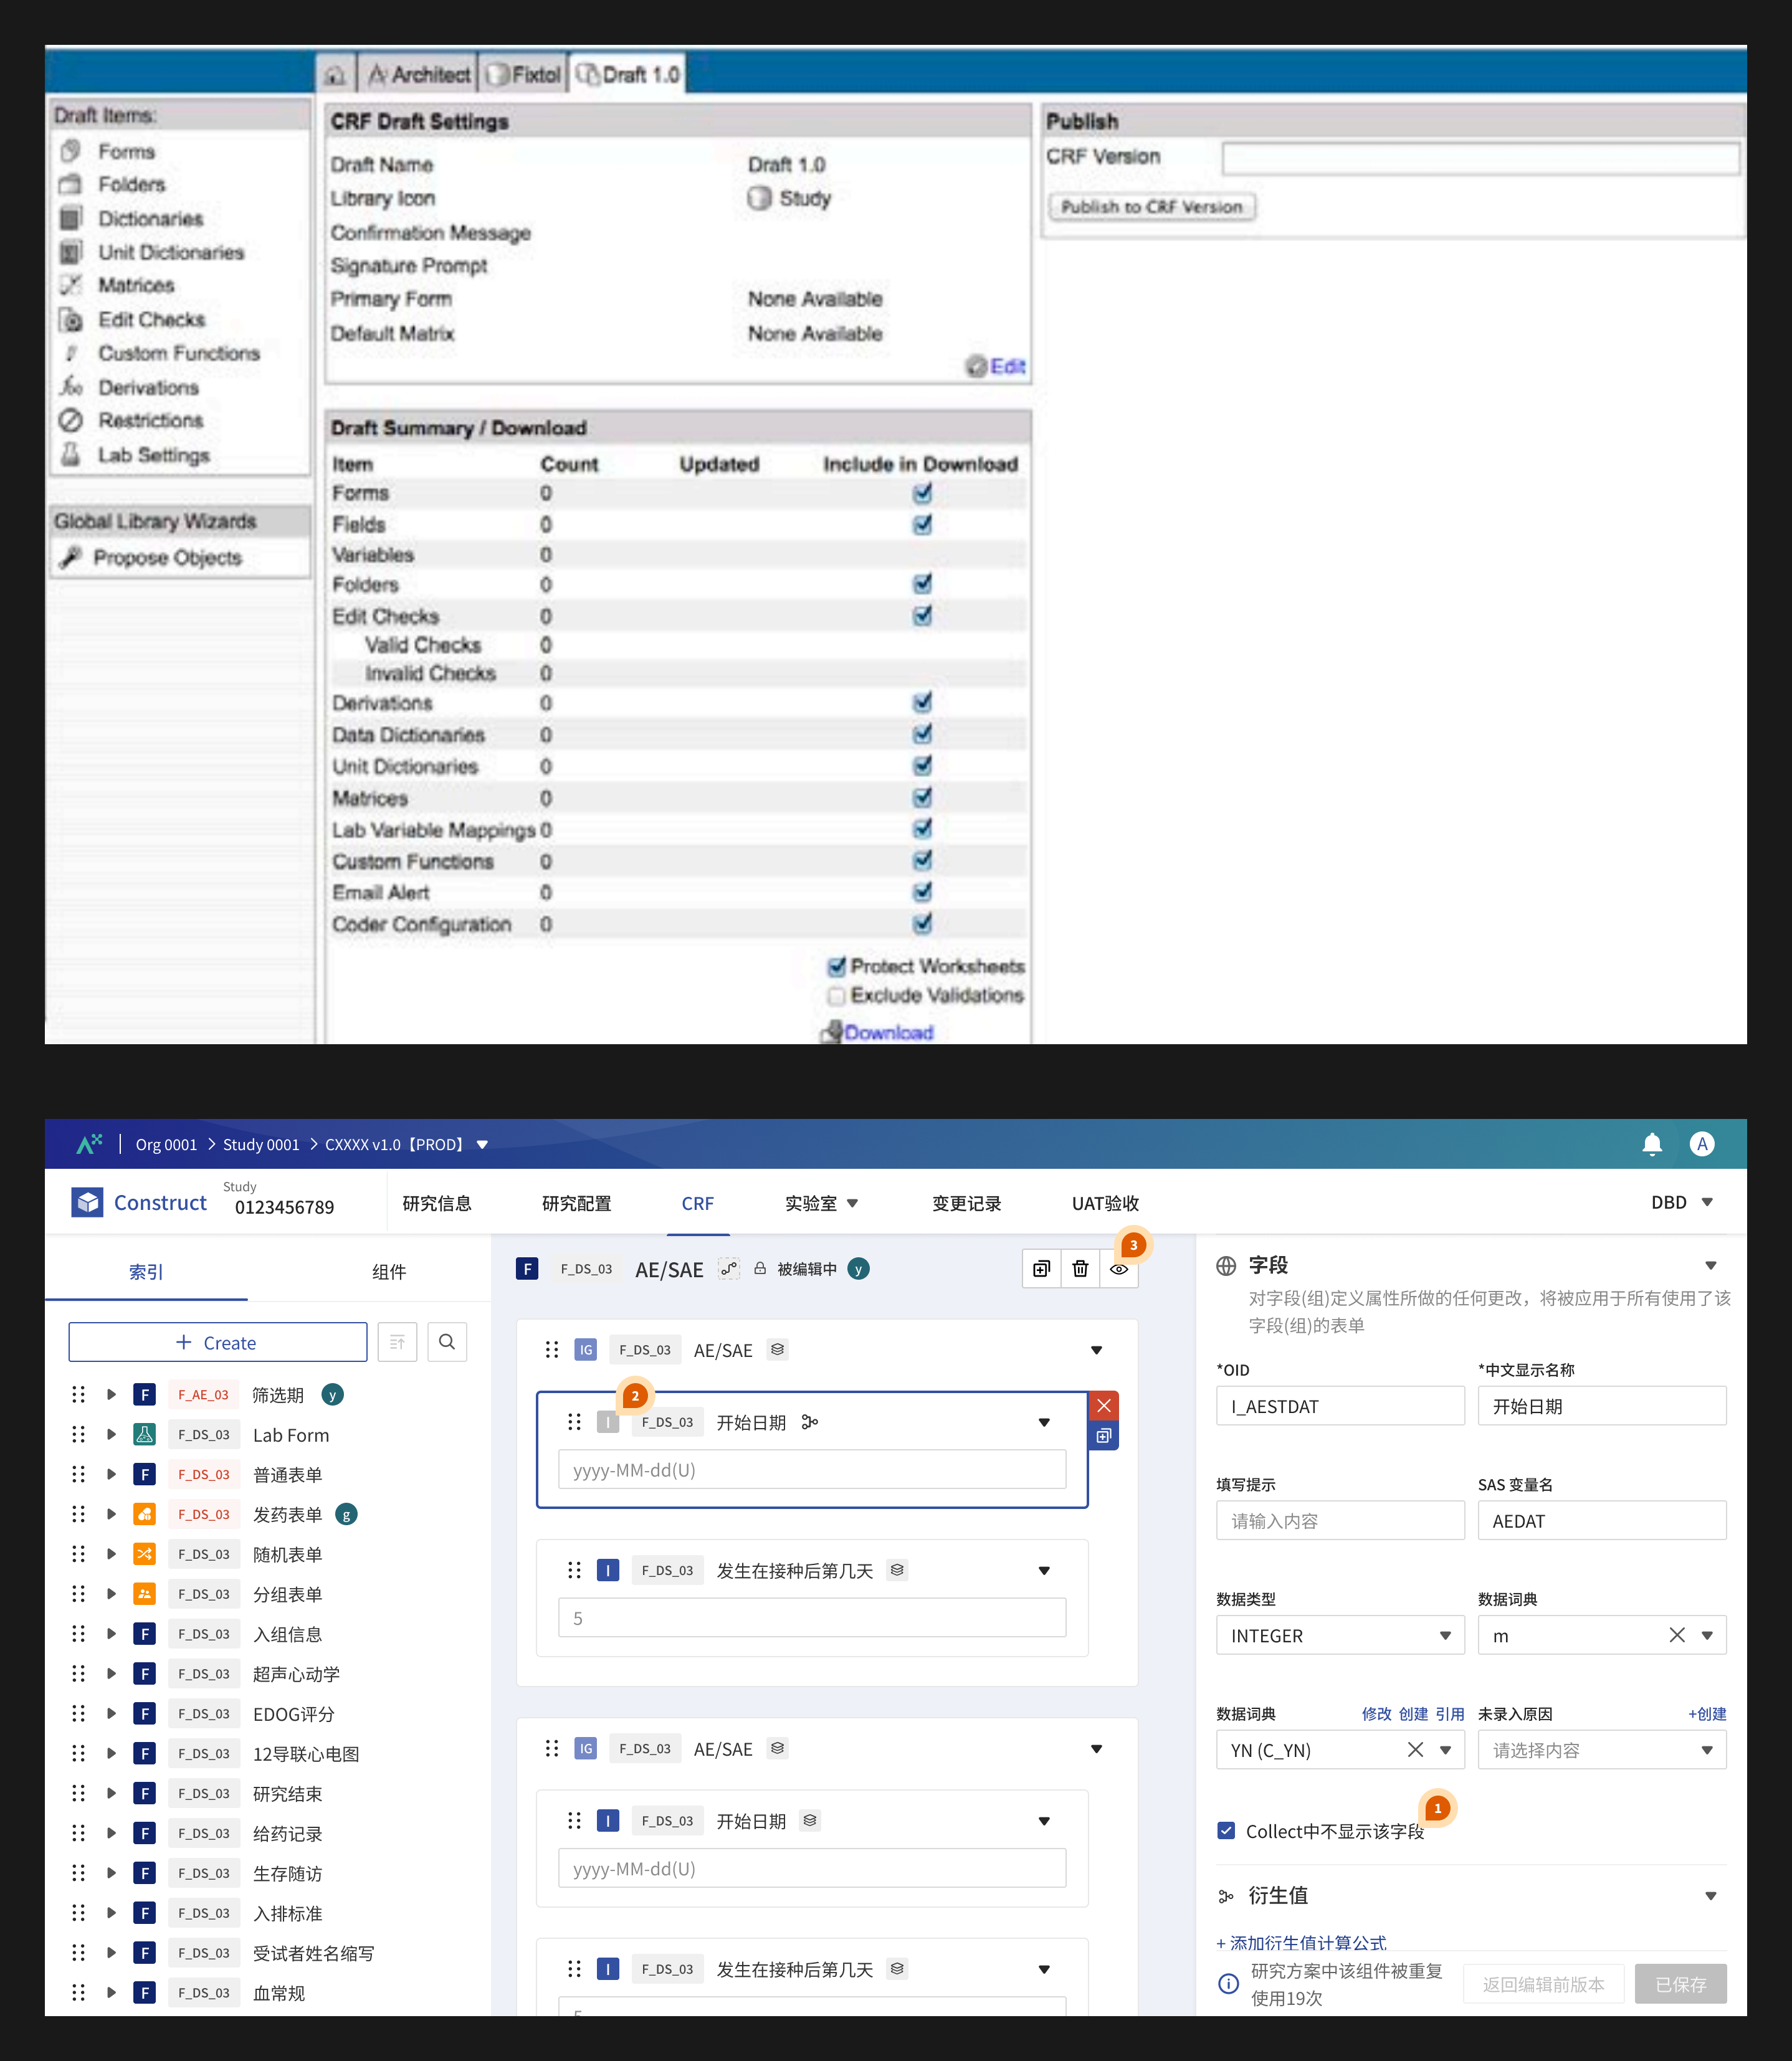 Architect
Fixtol
Draft 1.0
Draft Items:
Forms
Folders
Dictionaries
Unit Dictionaries
Matrices
Edit Checks
Custom Functions
Derivations
Restrictions
Lab Settings
Global Library Wizards
Propose Objects
CRF Draft Settings
Draft Name Draft 1.0
Library Icon Study
Confirmation Message
Signature Prompt
Primary Form None Available
Default Matrix None Available
Edit
Draft Summary / Download
Item Count Updated Include in Download
Forms 0
Fields 0
Variables 0
Folders 0
Edit Checks 0
Valid Checks 0
Invalid Checks 0
Derivations 0
Data Dictionaries 0
Unit Dictionaries 0
Matrices 0
Lab Variable Mappings 0
Custom Functions 0
Email Alert 0
Coder Configuration 0
Protect Worksheets
Exclude Validations
Download
Publish
CRF Version
Publish to CRF Version
Org 0001 > Study 0001 > CXXXX v1.0【PROD】
A
Construct
Study
0123456789
研究信息
研究配置
CRF
实验室
变更记录
UAT验收
DBD
索引
组件
+ Create
F F_AE_03 筛选期 y
F_DS_03 Lab Form
F F_DS_03 普通表单
F_DS_03 发药表单 g
F_DS_03 随机表单
F_DS_03 分组表单
F F_DS_03 入组信息
F F_DS_03 超声心动学
F F_DS_03 EDOG评分
F F_DS_03 12导联心电图
F F_DS_03 研究结束
F F_DS_03 给药记录
F F_DS_03 生存随访
F F_DS_03 入排标准
F F_DS_03 受试者姓名缩写
F F_DS_03 血常规
F F_DS_03 AE/SAE 被编辑中 y
3
IG F_DS_03 AE/SAE
2
I F_DS_03 开始日期
yyyy-MM-dd(U)
I F_DS_03 发生在接种后第几天
5
IG F_DS_03 AE/SAE
I F_DS_03 开始日期
yyyy-MM-dd(U)
I F_DS_03 发生在接种后第几天
5
字段
对字段(组)定义属性所做的任何更改，将被应用于所有使用了该
字段(组)的表单
*OID *中文显示名称
I_AESTDAT 开始日期
填写提示 SAS 变量名
请输入内容 AEDAT
数据类型 数据词典
INTEGER m
数据词典 修改 创建 引用 未录入原因 +创建
YN (C_YN) 请选择内容
1
Collect中不显示该字段
衍生值
+ 添加衍生值计算公式
研究方案中该组件被重复
使用19次
返回编辑前版本
已保存